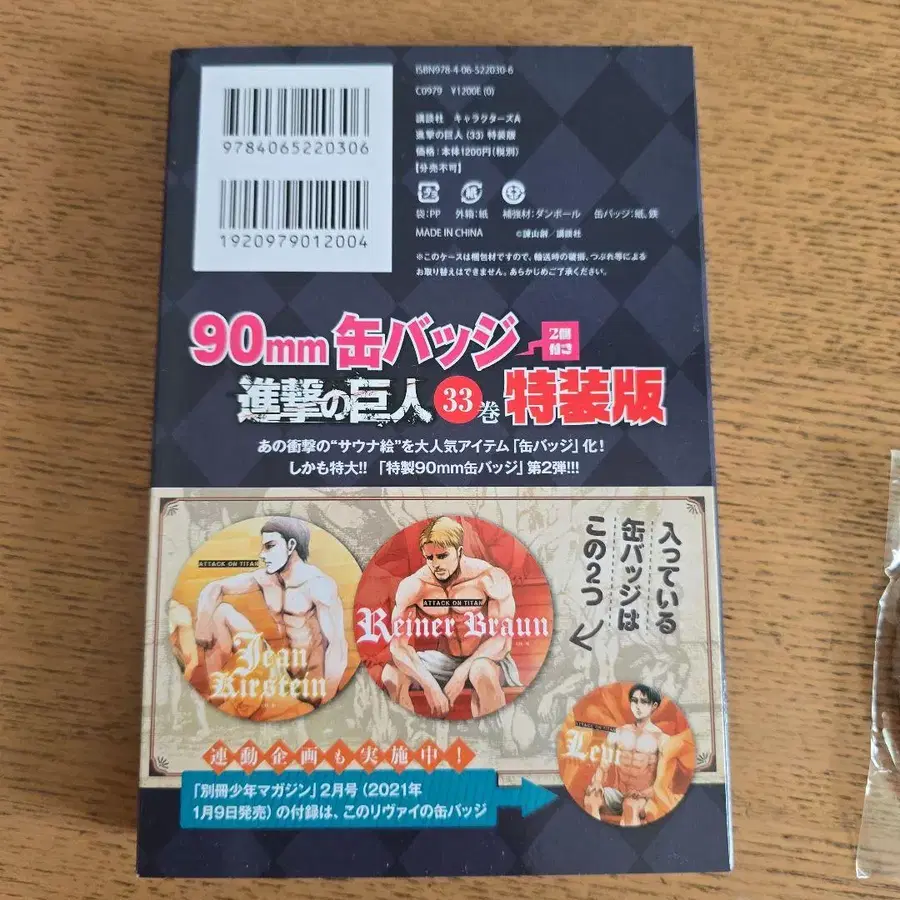 9784065220306
1920979012004
ISBN978-4-06-522030-6
C0979 ¥1200E (0)
講談社 キャラクターズA
進撃の巨人 (33) 特装版
価格:本体1200円(税別)
【分売不可】
プラ
紙
袋:PP 外箱:紙 補強材:ダンボール 缶バッジ:紙、鉄
MADE IN CHINA ©諫山創/講談社
※このケースは梱包材ですので、輸送時の破損、つぶれ等による
お取り替えはできません。あらかじめご了承ください。
90mm 缶バッジ 2個付き
進撃の巨人 33 巻 特装版
あの衝撃の“サウナ絵”を大人気アイテム「缶バッジ」化!
しかも特大!! 「特製90mm缶バッジ」第2弾!!!
入っている
缶バッジは
この2つ
ATTACK ON TITAN
Jean
Kirstein
ATTACK ON TITAN
Reiner Braun
ATTACK ON TITAN
Levi
連動企画も実施中!
「別冊少年マガジン」2月号(2021年
1月9日発売)の付録は、このリヴァイの缶バッジ